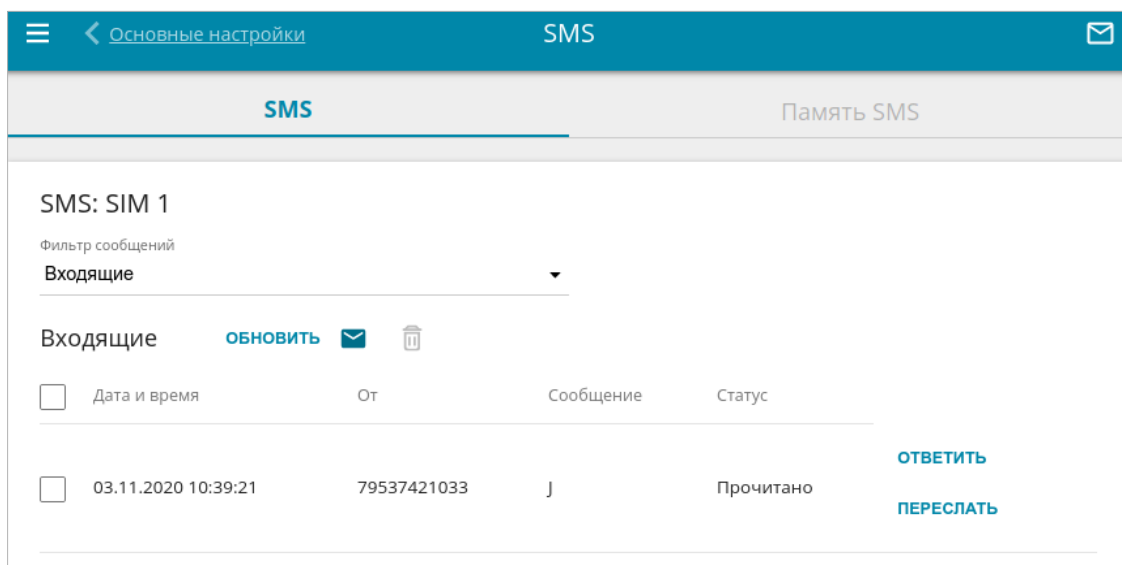 Основные настройки SMS
SMS Память SMS
SMS: SIM 1
Фильтр сообщений
Входящие
Входящие ОБНОВИТЬ
Дата и время От Сообщение Статус
03.11.2020 10:39:21 79537421033 J Прочитано
ОТВЕТИТЬ
ПЕРЕСЛАТЬ